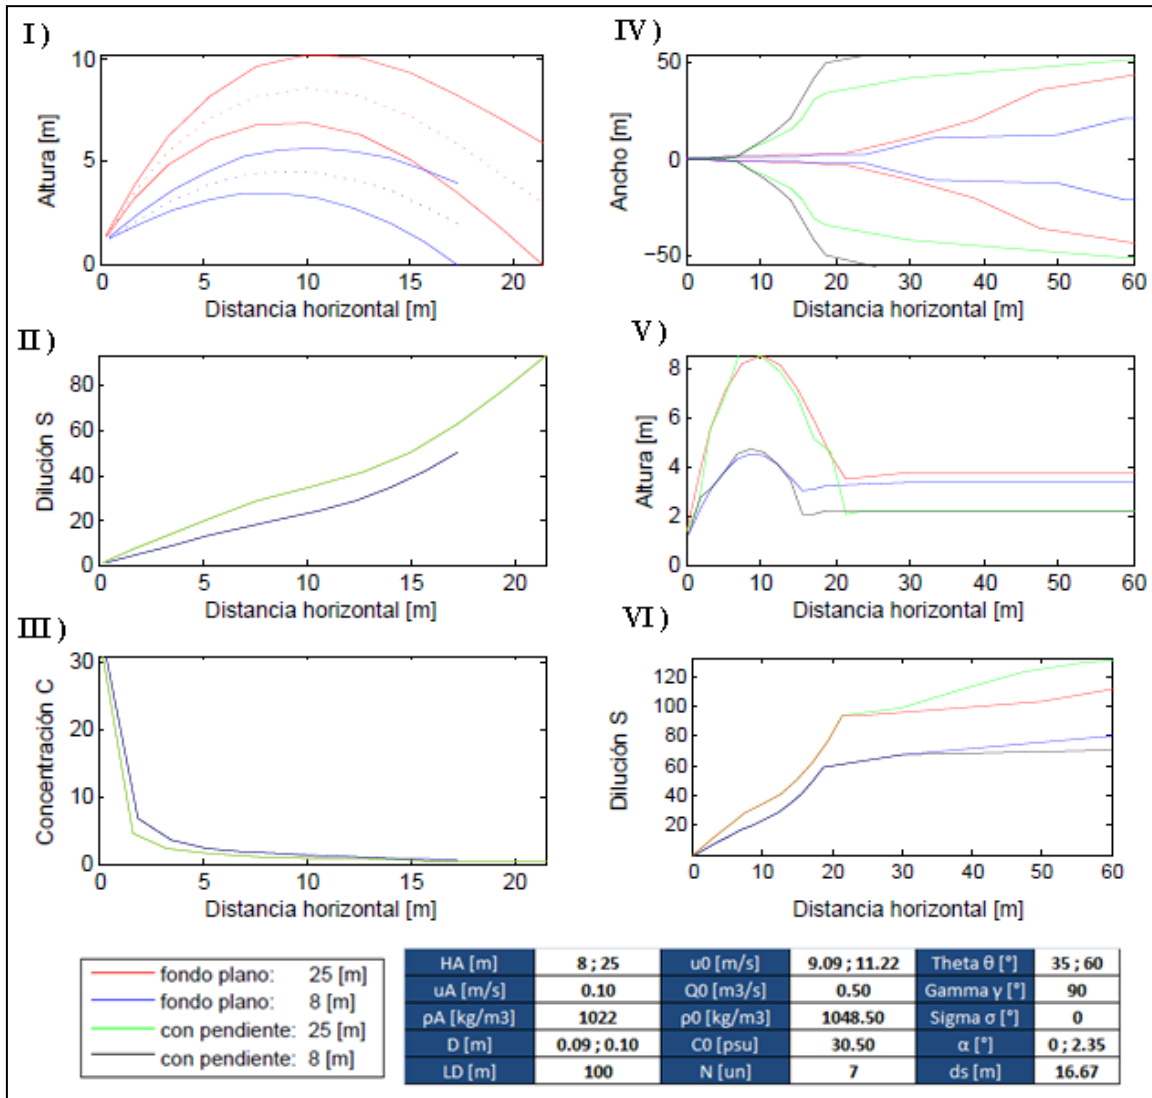 I)
Altura [m]
10
5
0
5
10
15
20
Distancia horizontal [m]
II)
Dilución S
80
60
40
20
0
0
5
10
15
20
Distancia horizontal [m]
III)
Concentración C
30
20
10
0
0
5
10
15
20
Distancia horizontal [m]
IV)
Ancho [m]
50
0
−50
0
10
20
30
40
50
60
Distancia horizontal [m]
V)
Altura [m]
8
6
4
2
0
0
10
20
30
40
50
60
Distancia horizontal [m]
VI)
Dilución S
120
100
80
60
40
20
0
10
20
30
40
50
60
Distancia horizontal [m]
fondo plano: 25 [m]
fondo plano: 8 [m]
con pendiente: 25 [m]
con pendiente: 8 [m]
HA [m] 8 ; 25 u0 [m/s] 9.09 ; 11.22 Theta θ [°] 35 ; 60
uA [m/s] 0.10 Q0 [m3/s] 0.50 Gamma γ [°] 90
ρA [kg/m3] 1022 ρ0 [kg/m3] 1048.50 Sigma σ [°] 0
D [m] 0.09 ; 0.10 C0 [psu] 30.50 α [°] 0 ; 2.35
LD [m] 100 N [un] 7 ds [m] 16.67